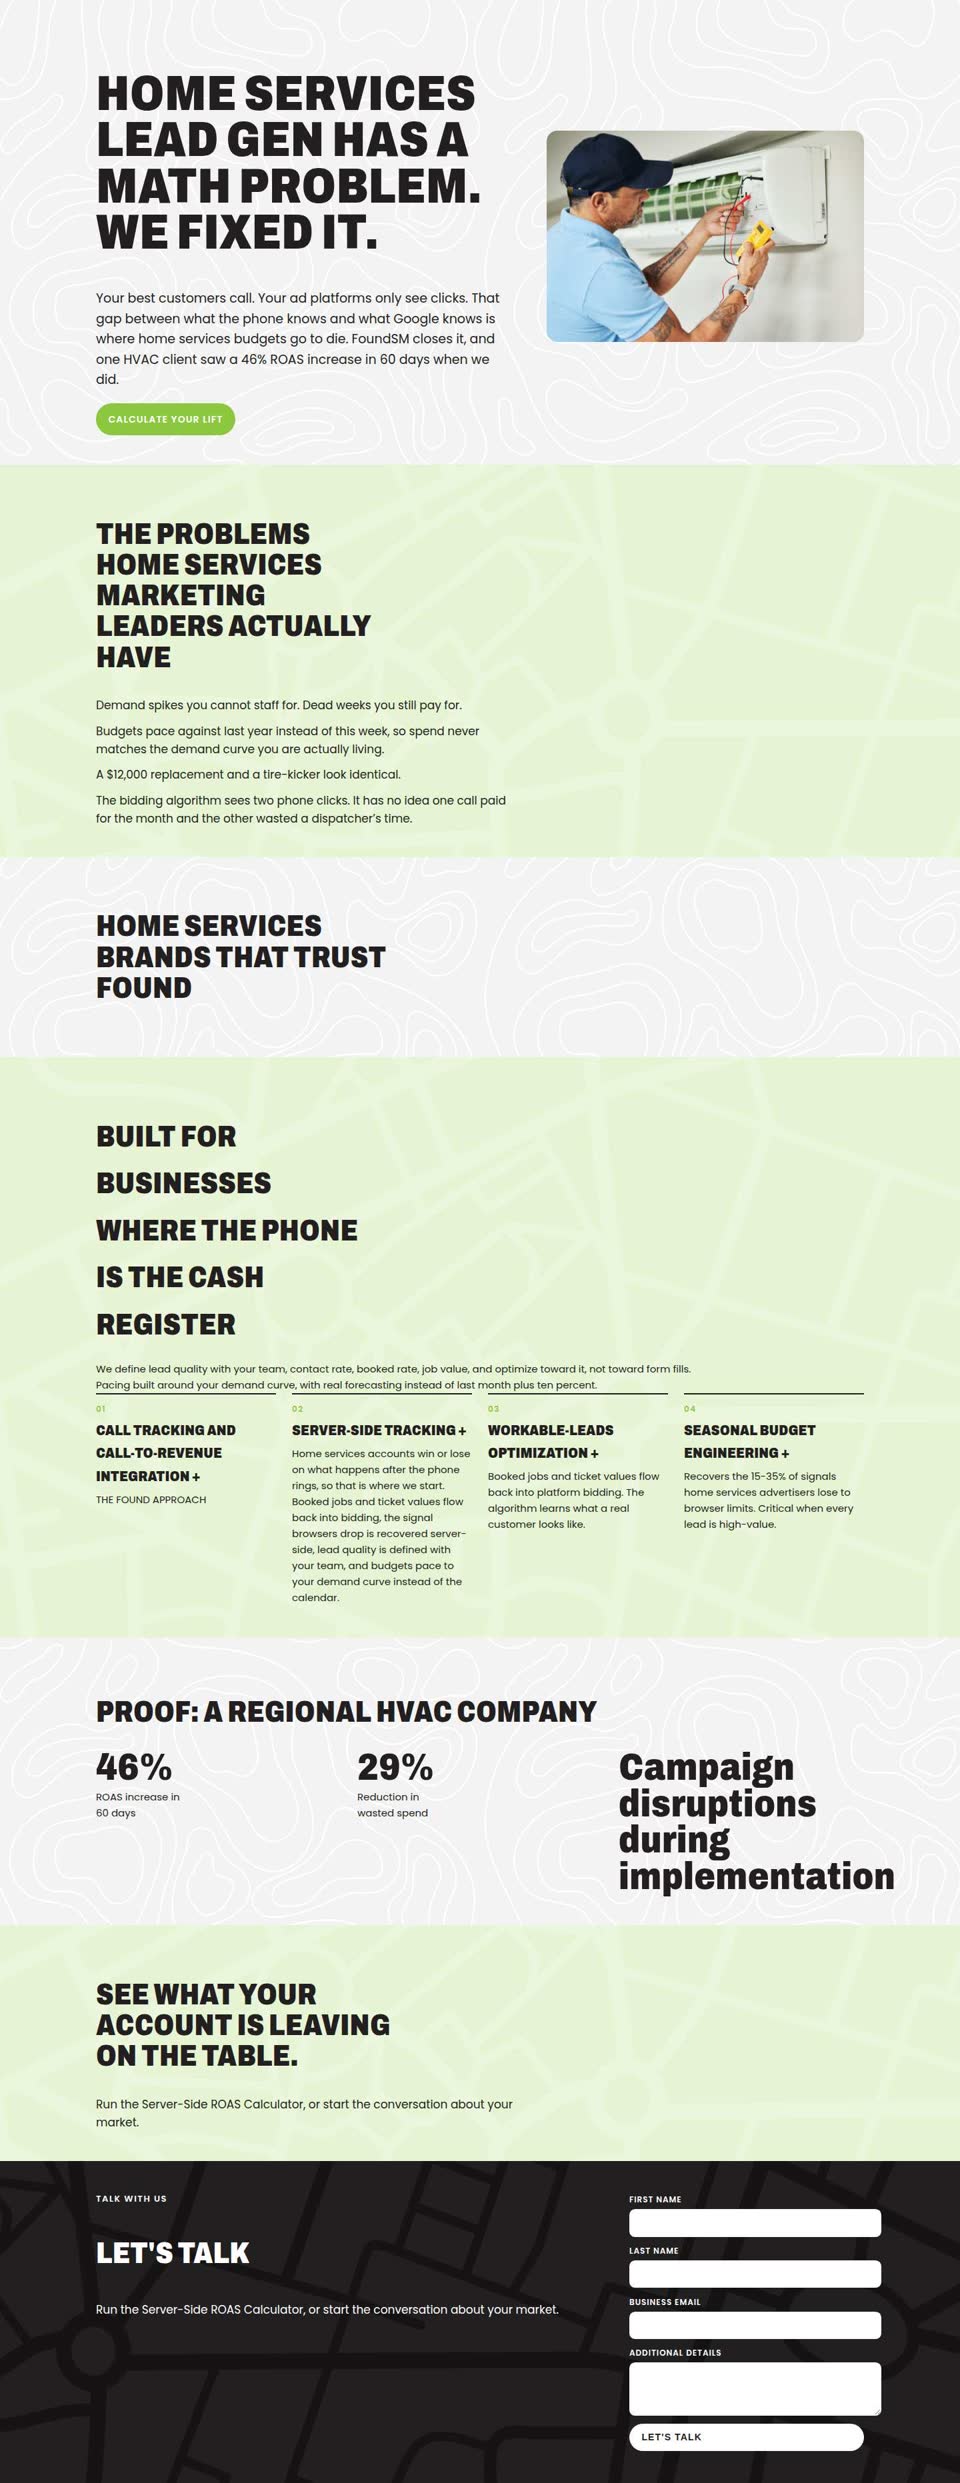 HOME SERVICES
LEAD GEN HAS A
MATH PROBLEM.
WE FIXED IT.
Your best customers call. Your ad platforms only see clicks. That
gap between what the phone knows and what Google knows is
where home services budgets go to die. FoundSM closes it, and
one HVAC client saw a 46% ROAS increase in 60 days when we
did.
CALCULATE YOUR LIFT
THE PROBLEMS
HOME SERVICES
MARKETING
LEADERS ACTUALLY
HAVE
Demand spikes you cannot staff for. Dead weeks you still pay for.
Budgets pace against last year instead of this week, so spend never
matches the demand curve you are actually living.
A $12,000 replacement and a tire-kicker look identical.
The bidding algorithm sees two phone clicks. It has no idea one call paid
for the month and the other wasted a dispatcher’s time.
HOME SERVICES
BRANDS THAT TRUST
FOUND
BUILT FOR
BUSINESSES
WHERE THE PHONE
IS THE CASH
REGISTER
We define lead quality with your team, contact rate, booked rate, job value, and optimize toward it, not toward form fills.
Pacing built around your demand curve, with real forecasting instead of last month plus ten percent.
01
CALL TRACKING AND
CALL-TO-REVENUE
INTEGRATION +
THE FOUND APPROACH
02
SERVER-SIDE TRACKING +
Home services accounts win or lose
on what happens after the phone
rings, so that is where we start.
Booked jobs and ticket values flow
back into bidding, the signal
browsers drop is recovered server-
side, lead quality is defined with
your team, and budgets pace to
your demand curve instead of the
calendar.
03
WORKABLE-LEADS
OPTIMIZATION +
Booked jobs and ticket values flow
back into platform bidding. The
algorithm learns what a real
customer looks like.
04
SEASONAL BUDGET
ENGINEERING +
Recovers the 15-35% of signals
home services advertisers lose to
browser limits. Critical when every
lead is high-value.
PROOF: A REGIONAL HVAC COMPANY
46%
ROAS increase in
60 days
29%
Reduction in
wasted spend
Campaign
disruptions
during
implementation
SEE WHAT YOUR
ACCOUNT IS LEAVING
ON THE TABLE.
Run the Server-Side ROAS Calculator, or start the conversation about your
market.
TALK WITH US
LET'S TALK
Run the Server-Side ROAS Calculator, or start the conversation about your market.
FIRST NAME
LAST NAME
BUSINESS EMAIL
ADDITIONAL DETAILS
LET'S TALK